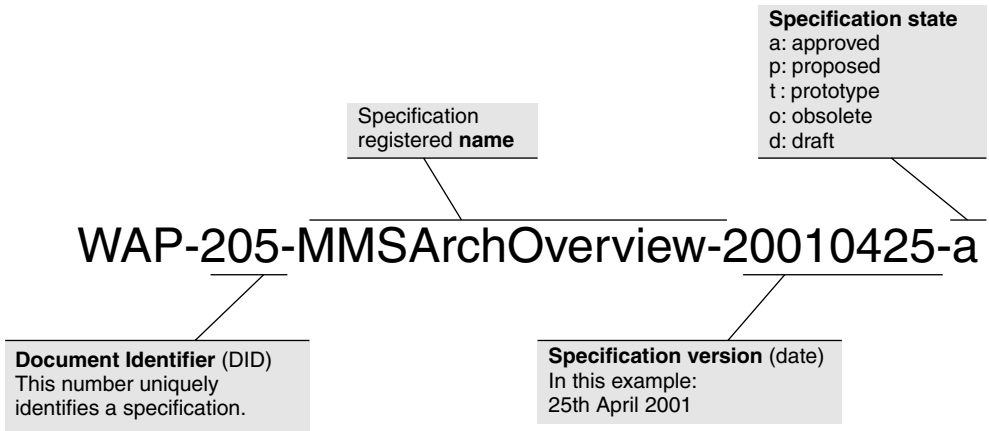 Specification state
a: approved
p: proposed
t : prototype
o: obsolete
d: draft
Specification
registered name
WAP-205-MMSArchOverview-20010425-a
Document Identifier (DID)
This number uniquely
identifies a specification.
Specification version (date)
In this example:
25th April 2001